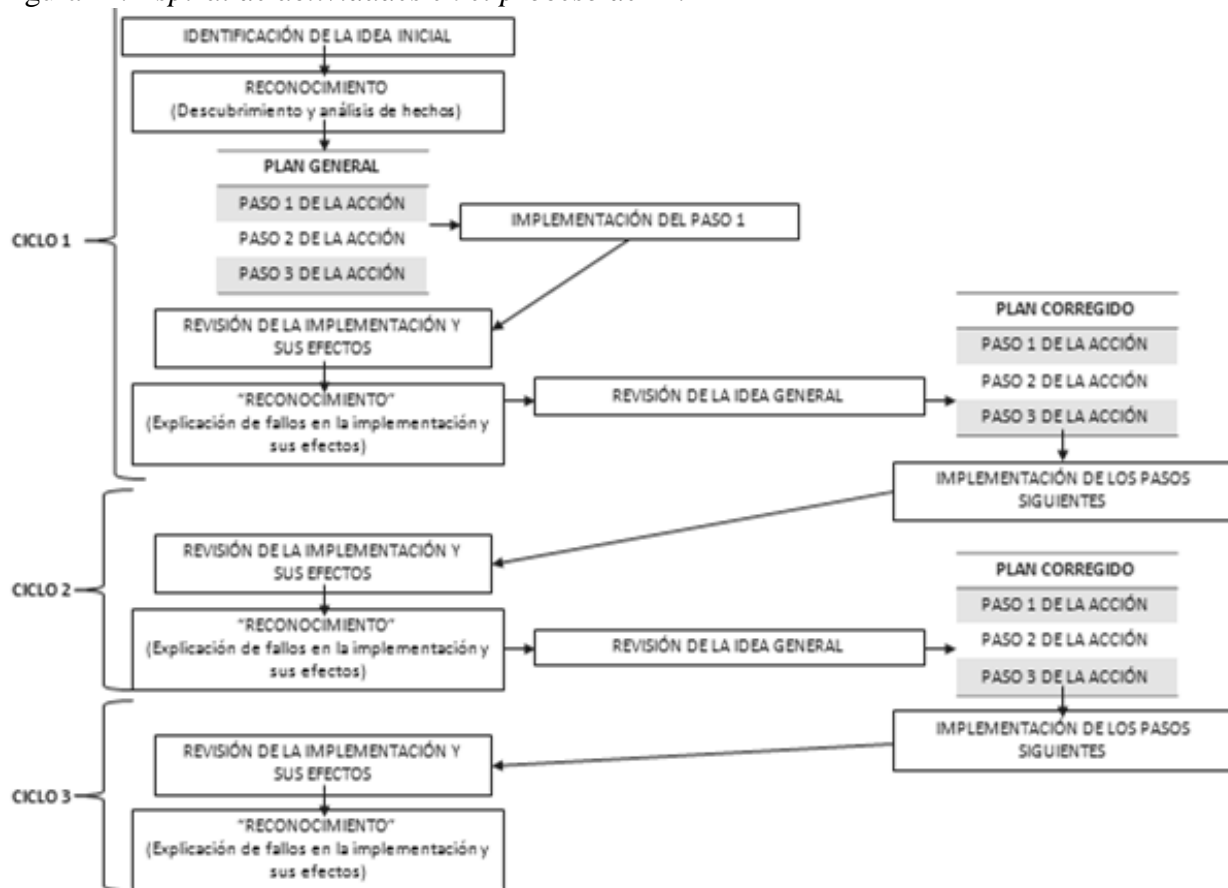 IDENTIFICACIÓN DE LA IDEA INICIAL
RECONOCIMIENTO
(Descubrimiento y análisis de hechos)
PLAN GENERAL
PASO 1 DE LA ACCIÓN
PASO 2 DE LA ACCIÓN
PASO 3 DE LA ACCIÓN
IMPLEMENTACIÓN DEL PASO 1
CICLO 1
REVISIÓN DE LA IMPLEMENTACIÓN Y
SUS EFECTOS
"RECONOCIMIENTO"
(Explicación de fallos en la implementación y
sus efectos)
REVISIÓN DE LA IDEA GENERAL
PLAN CORREGIDO
PASO 1 DE LA ACCIÓN
PASO 2 DE LA ACCIÓN
PASO 3 DE LA ACCIÓN
IMPLEMENTACIÓN DE LOS PASOS
SIGUIENTES
CICLO 2
REVISIÓN DE LA IMPLEMENTACIÓN Y
SUS EFECTOS
"RECONOCIMIENTO"
(Explicación de fallos en la implementación y
sus efectos)
REVISIÓN DE LA IDEA GENERAL
PLAN CORREGIDO
PASO 1 DE LA ACCIÓN
PASO 2 DE LA ACCIÓN
PASO 3 DE LA ACCIÓN
IMPLEMENTACIÓN DE LOS PASOS
SIGUIENTES
CICLO 3
REVISIÓN DE LA IMPLEMENTACIÓN Y
SUS EFECTOS
"RECONOCIMIENTO"
(Explicación de fallos en la implementación y
sus efectos)